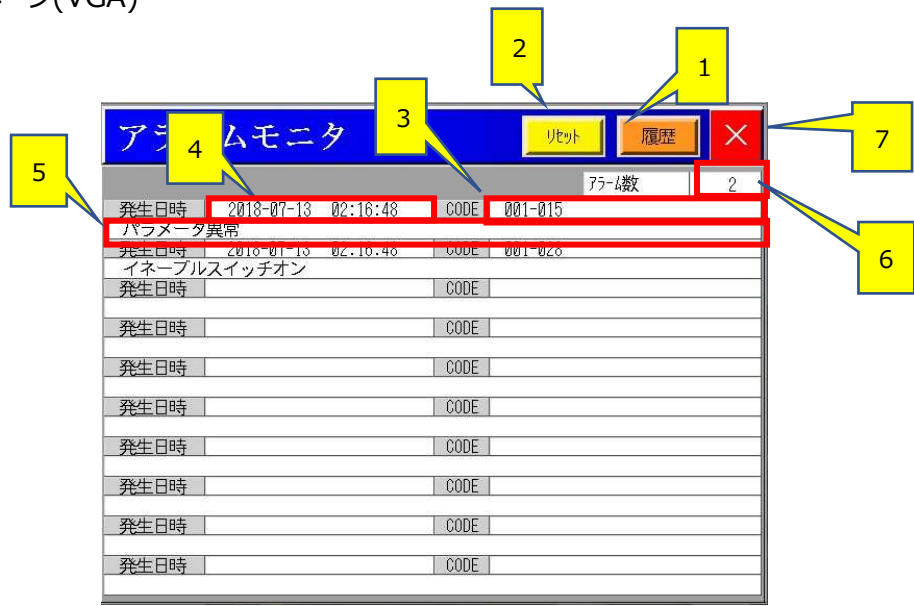 ジ(VGA)
2
1
3
4
5
6
7
アラームモニタ
リセット
履歴
×
アラーム数 2
発生日時 2018-07-13 02:16:48 CODE 001-015
パラメータ異常
発生日時 2018-07-13 02:16:48 CODE 001-028
イネーブルスイッチオン
発生日時 CODE
発生日時 CODE
発生日時 CODE
発生日時 CODE
発生日時 CODE
発生日時 CODE
発生日時 CODE
発生日時 CODE